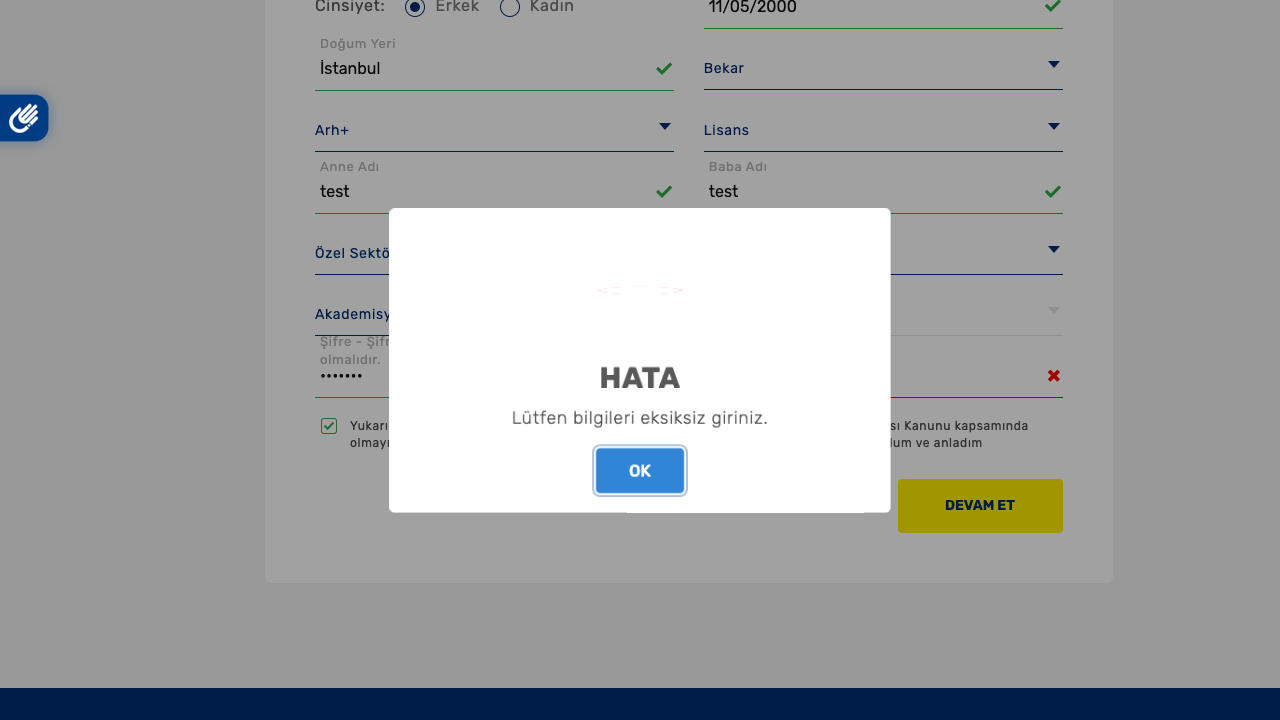 Cinsiyet: Erkek Kadın 11/05/2000
Doğum Yeri
İstanbul Bekar
Arh+ Lisans
Anne Adı Baba Adı
test test
Özel Sektö
HATA
Lütfen bilgileri eksiksiz giriniz.
OK
Akademisy
Şifre - Şifr
olmalıdır.
•••••••
Yukarı sı Kanunu kapsamında
olmayı lum ve anladım
DEVAM ET